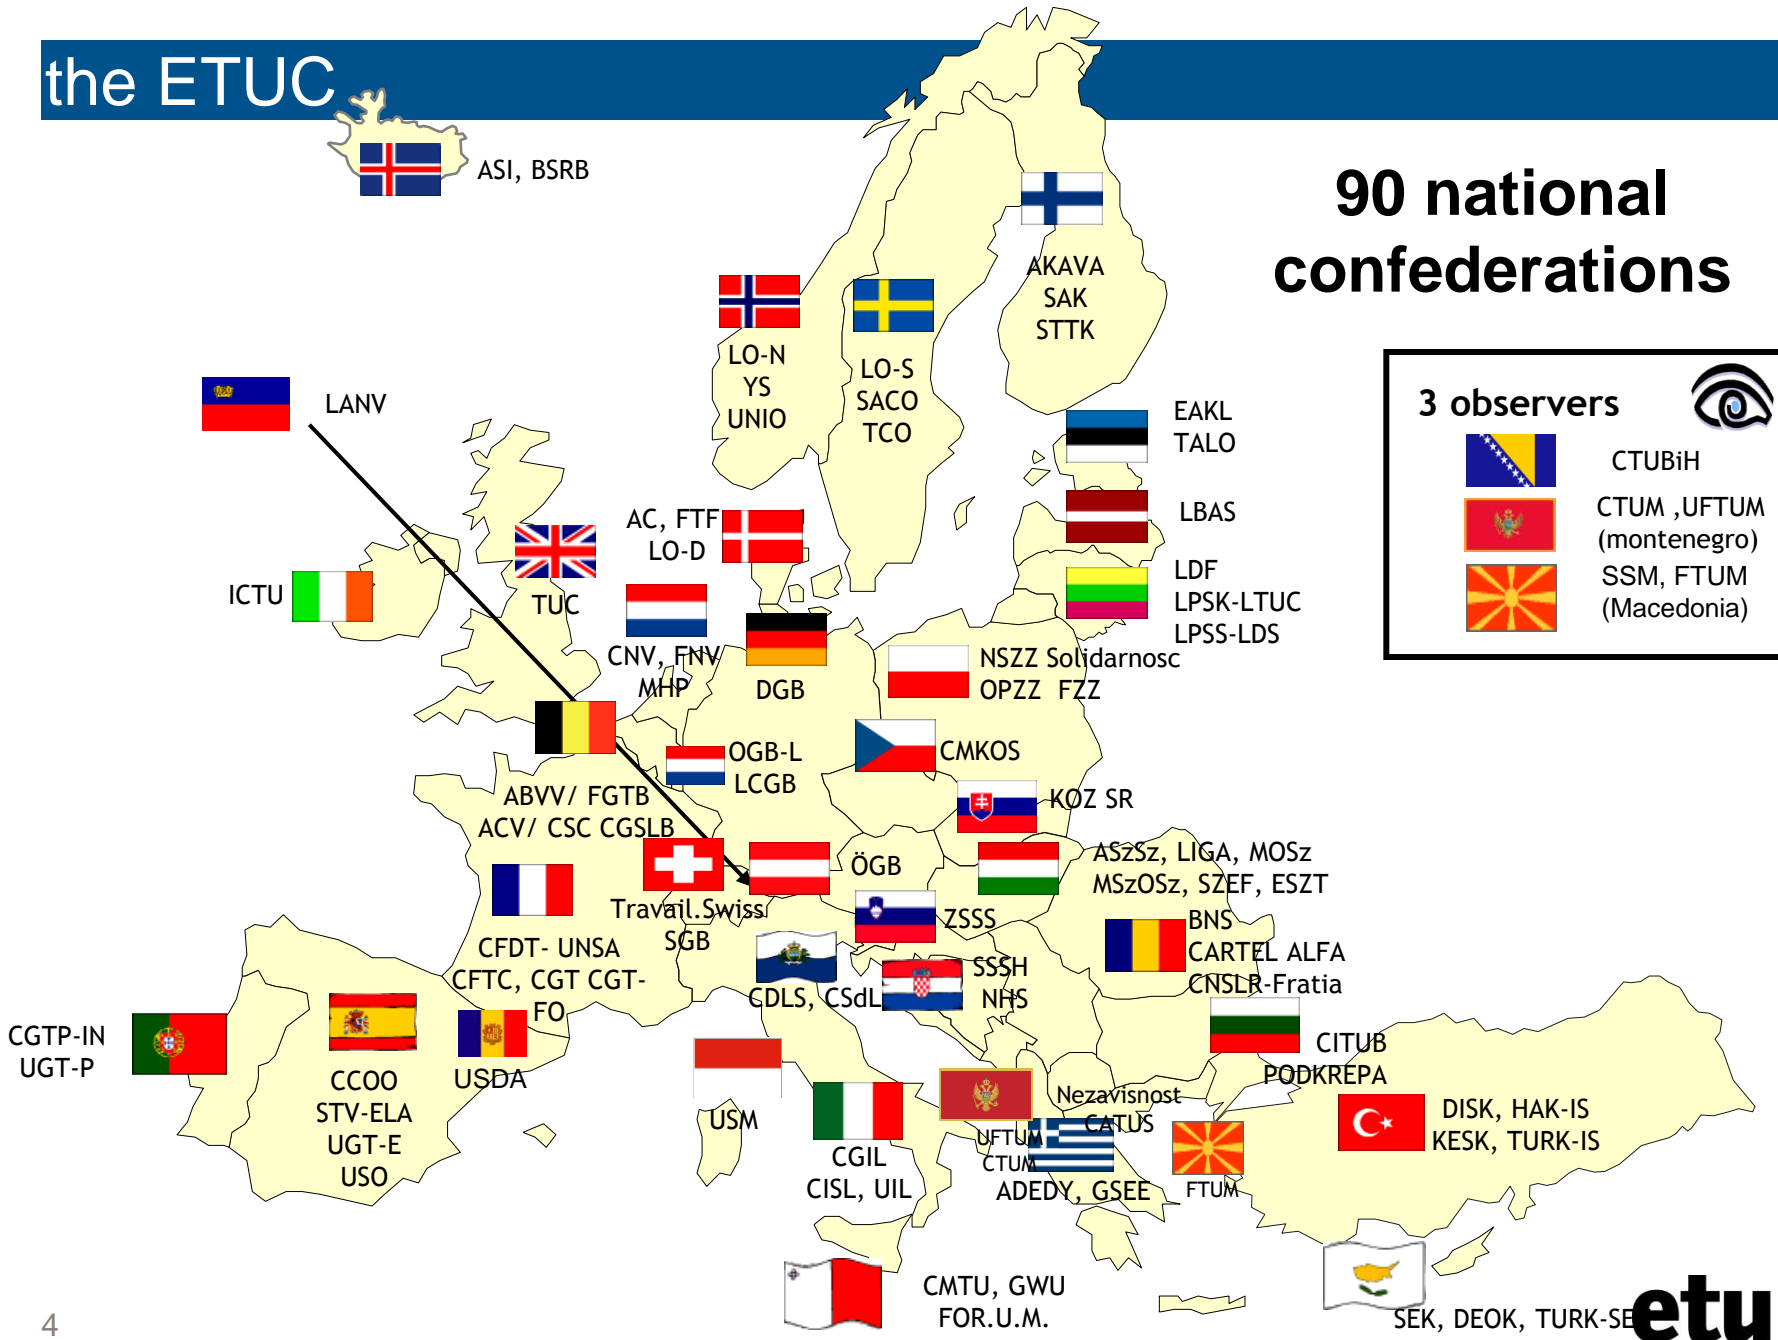 the ETUC
90 national
confederations
ASI, BSRB
AKAVA
SAK
STTK
LO-N
YS
UNIO
LO-S
SACO
TCO
LANV
EAKL
TALO
3 observers
CTUBiH
CTUM ,UFTUM
(montenegro)
SSM, FTUM
(Macedonia)
LBAS
AC, FTF
LO-D
LDF
LPSK-LTUC
LPSS-LDS
ICTU
TUC
CNV, FNV
MHP
DGB
NSZZ Solidarnosc
OPZZ FZZ
OGB-L
LCGB
CMKOS
ABVV/ FGTB
ACV/ CSC CGSLB
KOZ SR
ÖGB
ASzSz, LIGA, MOSz
MSzOSz, SZEF, ESZT
Travail.Swiss
SGB
ZSSS
BNS
CARTEL ALFA
CNSLR-Fratia
CFDT- UNSA
CFTC, CGT CGT-
FO
CDLS, CSdL
SSSH
NHS
CGTP-IN
UGT-P
CCOO
STV-ELA
UGT-E
USO
USDA
USM
CITUB
PODKREPA
Nezavisnost
CATUS
UFTUM
CTUM
CGIL
CISL, UIL
ADEDY, GSEE
FTUM
DISK, HAK-IS
KESK, TURK-IS
CMTU, GWU
FOR.U.M.
SEK, DEOK, TURK-SE
etu
4